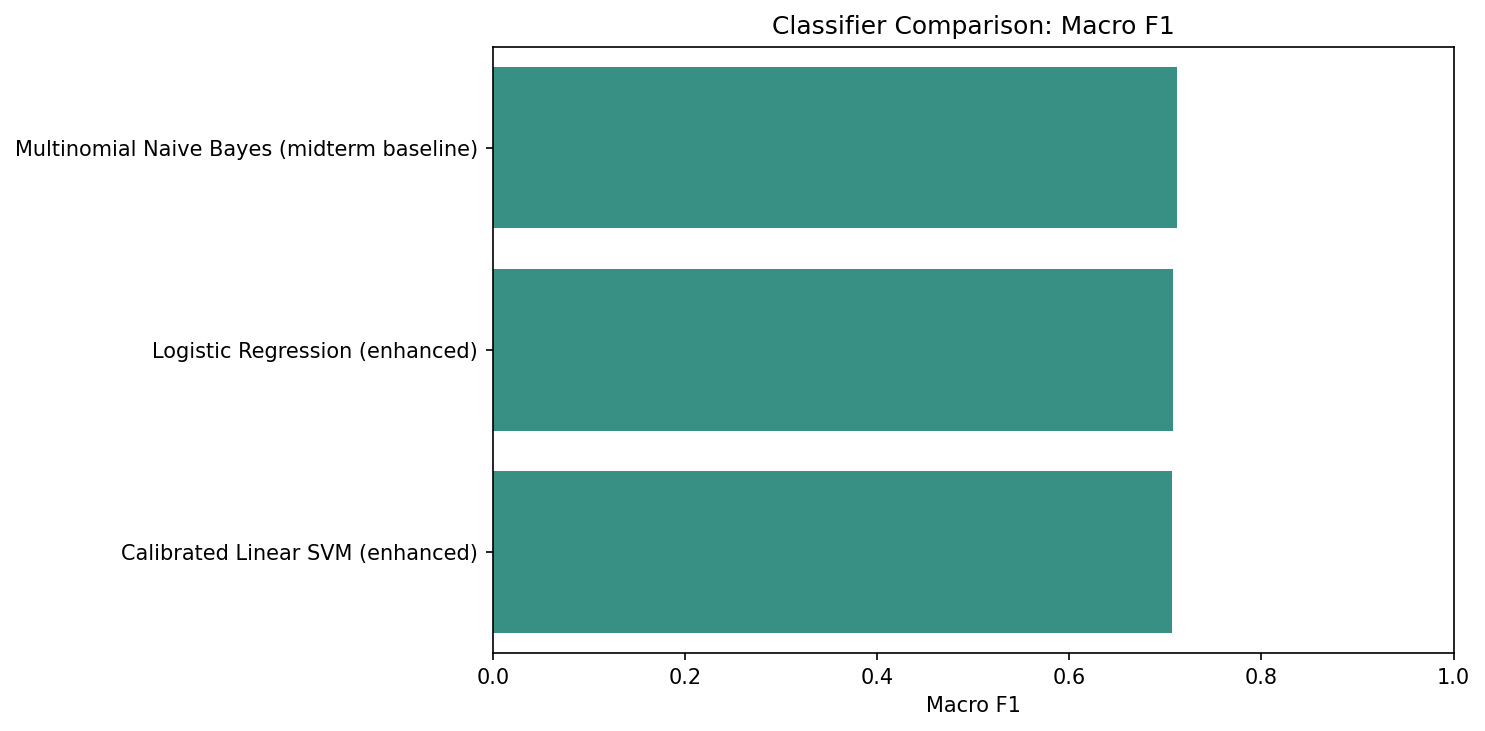 Classifier Comparison: Macro F1
Multinomial Naive Bayes (midterm baseline)
Logistic Regression (enhanced)
Calibrated Linear SVM (enhanced)
0.0 0.2 0.4 0.6 0.8 1.0
Macro F1